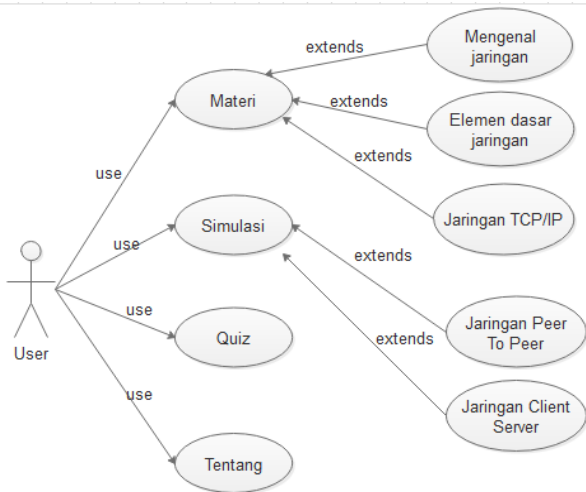 Mengenal
jaringan
extends
Materi
extends
Elemen dasar
jaringan
extends
use
Jaringan TCP/IP
Simulasi
use
extends
use
Jaringan Peer
To Peer
Quiz
extends
User
use
Jaringan Client
Server
Tentang